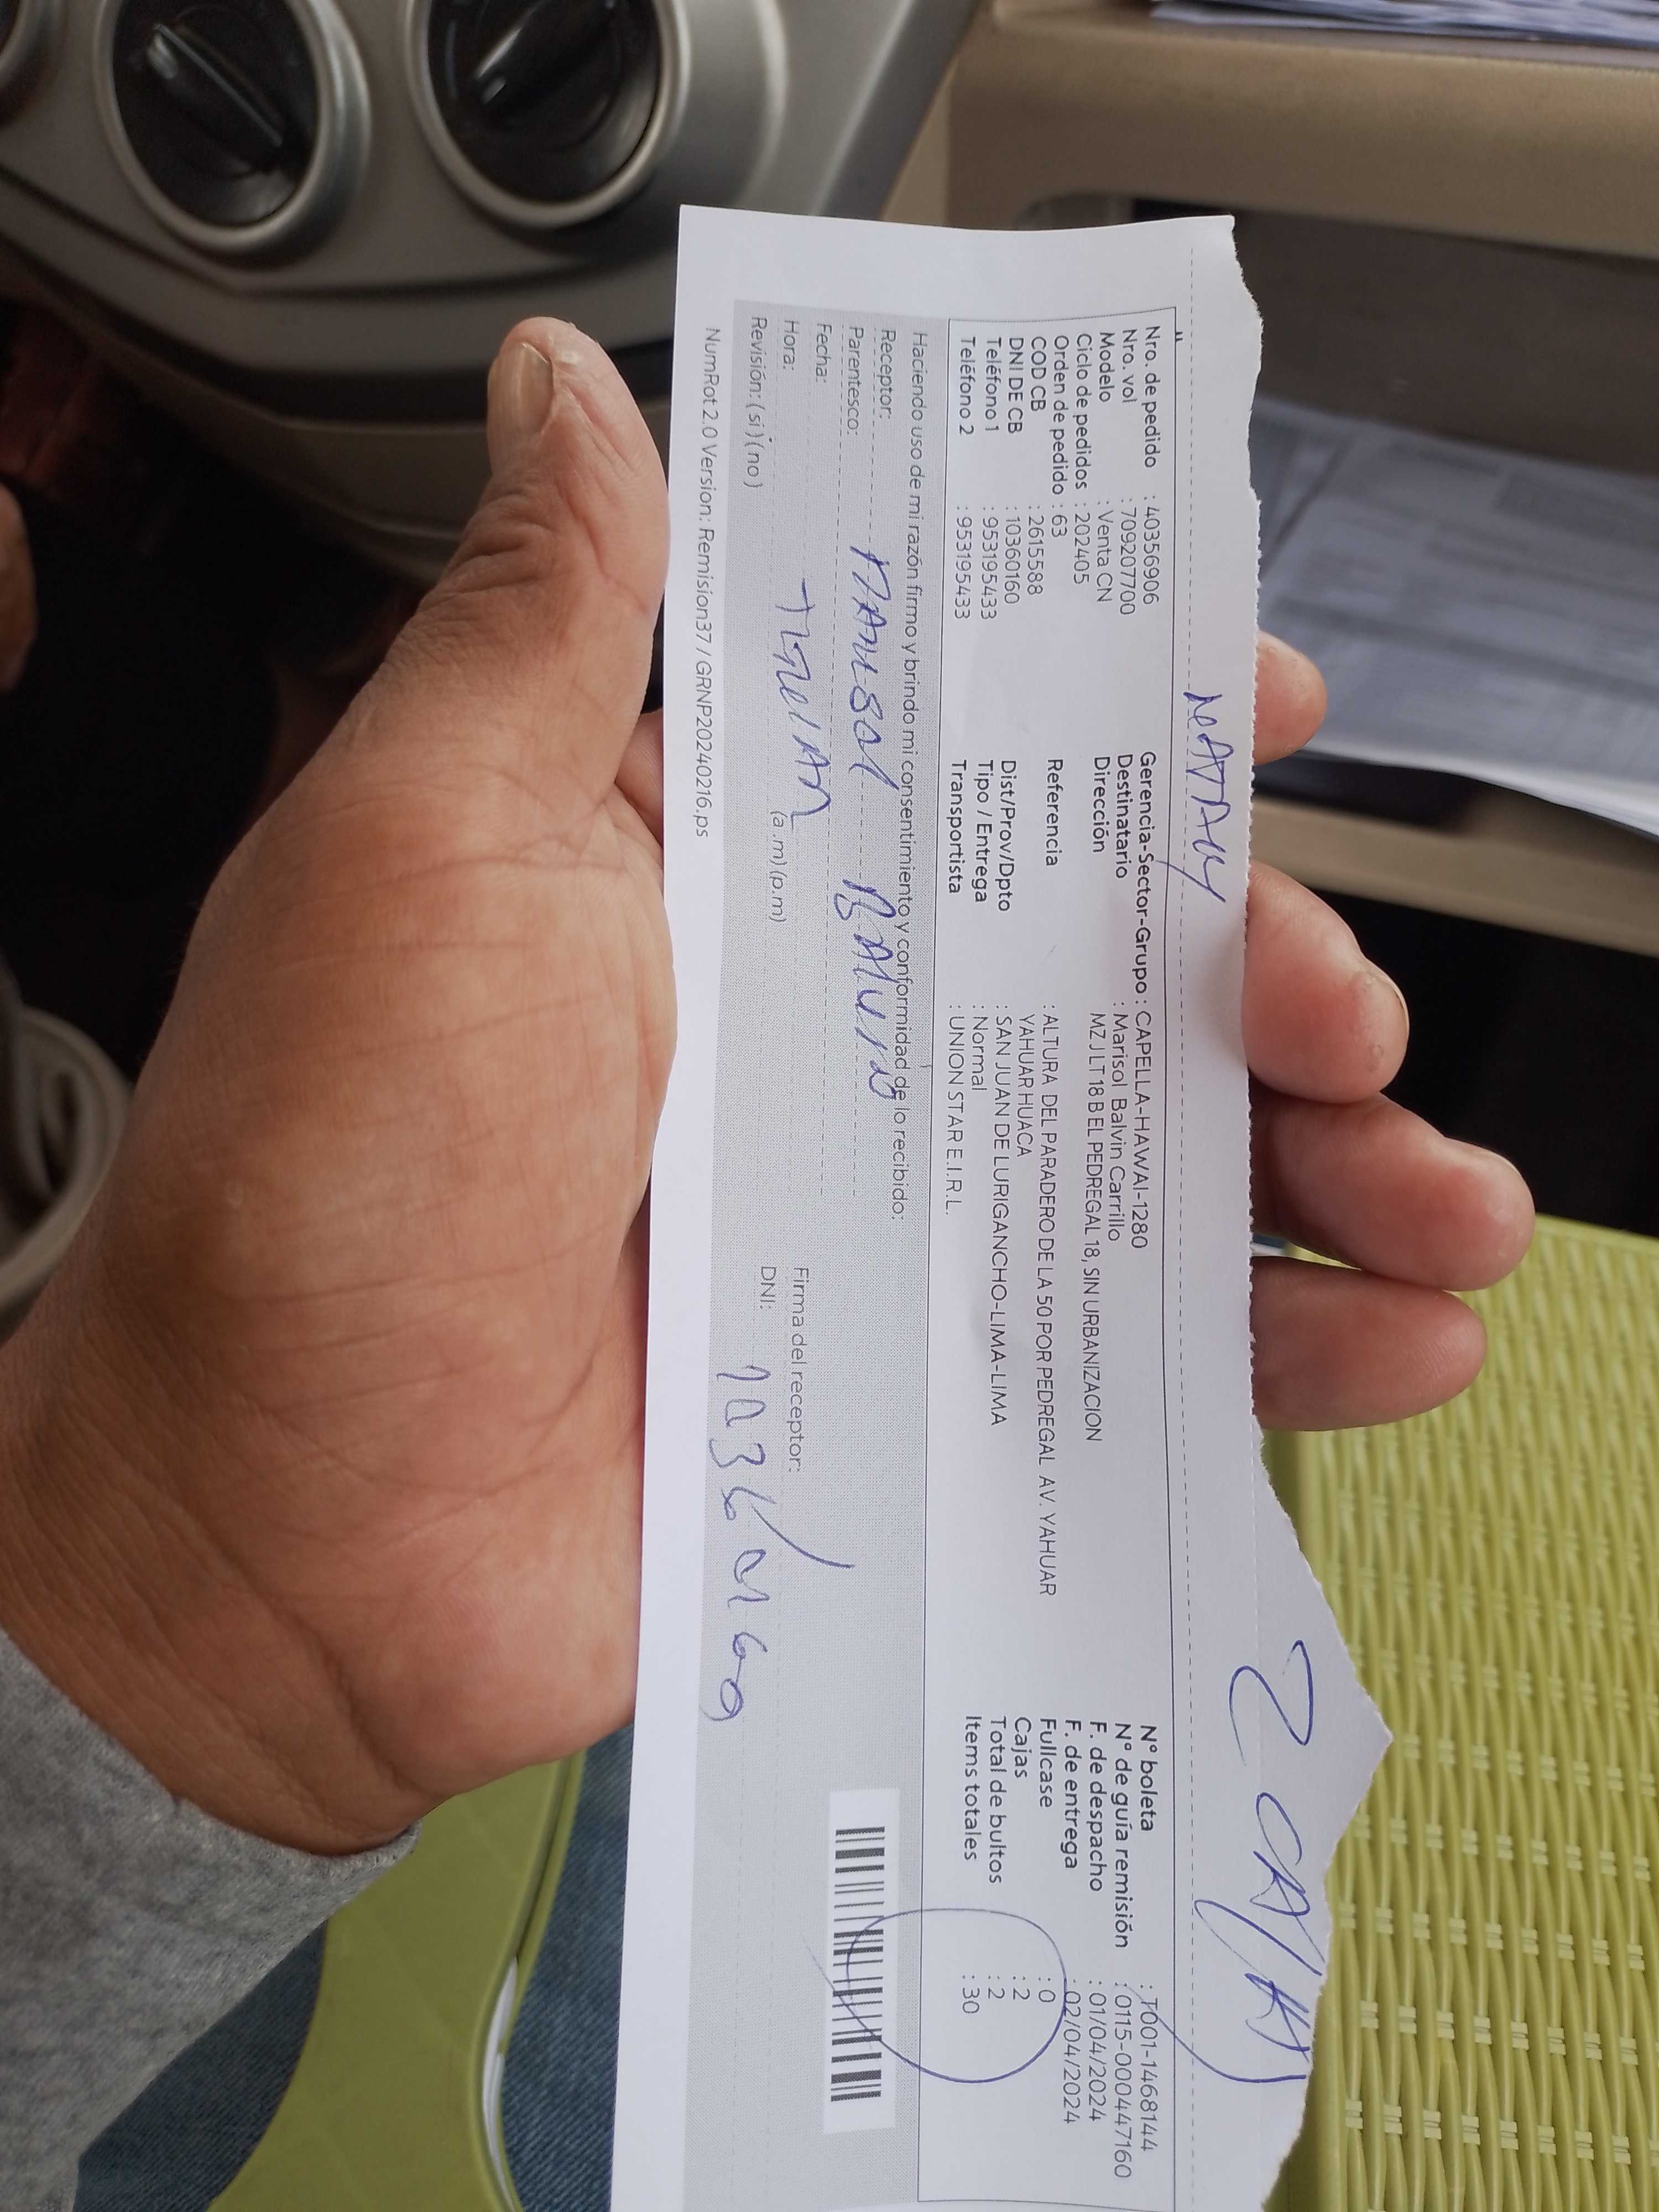 Nro. de pedido : 40356906
Nro. vol : 709207700
Modelo : Venta CN
Ciclo de pedidos : 202405
Orden de pedido : 63
COD CB : 2615588
DNI DE CB : 10360160
Teléfono 1 : 953195433
Teléfono 2 : 953195433
Gerencia-Sector-Grupo : CAPELLA-HAWAI-1280
Destinatario : Marisol Balvin Carrillo
Dirección MZ J LT 18 B EL PEDREGAL 18, SIN URBANIZACION
Referencia : ALTURA DEL PARADERO DE LA 50 POR PEDREGAL AV. YAHUAR
YAHUAR HUACA
Dist/Prov/Dpto : SAN JUAN DE LURIGANCHO-LIMA-LIMA
Tipo / Entrega : Normal
Transportista : UNION STAR E.I.R.L.
2 CAJAS
N° boleta : T001-1468144
N° de guía remisión : 0115-000447160
F. de despacho : 01/04/2024
F. de entrega : 02/04/2024
Fullcase : 0
Cajas : 2
Total de bultos : 2
Items totales : 30
Haciendo uso de mi razón firmo y brindo mi consentimiento y conformidad de lo recibido:
Receptor: Marisol Balvin
Parentesco:
Fecha:
Hora: (a.m) (p.m)
Revisión: ( si ) ( no )
Firma del receptor:
DNI: 10360160
NumRot 2.0 Version: Remision37 / GRNP20240216.ps